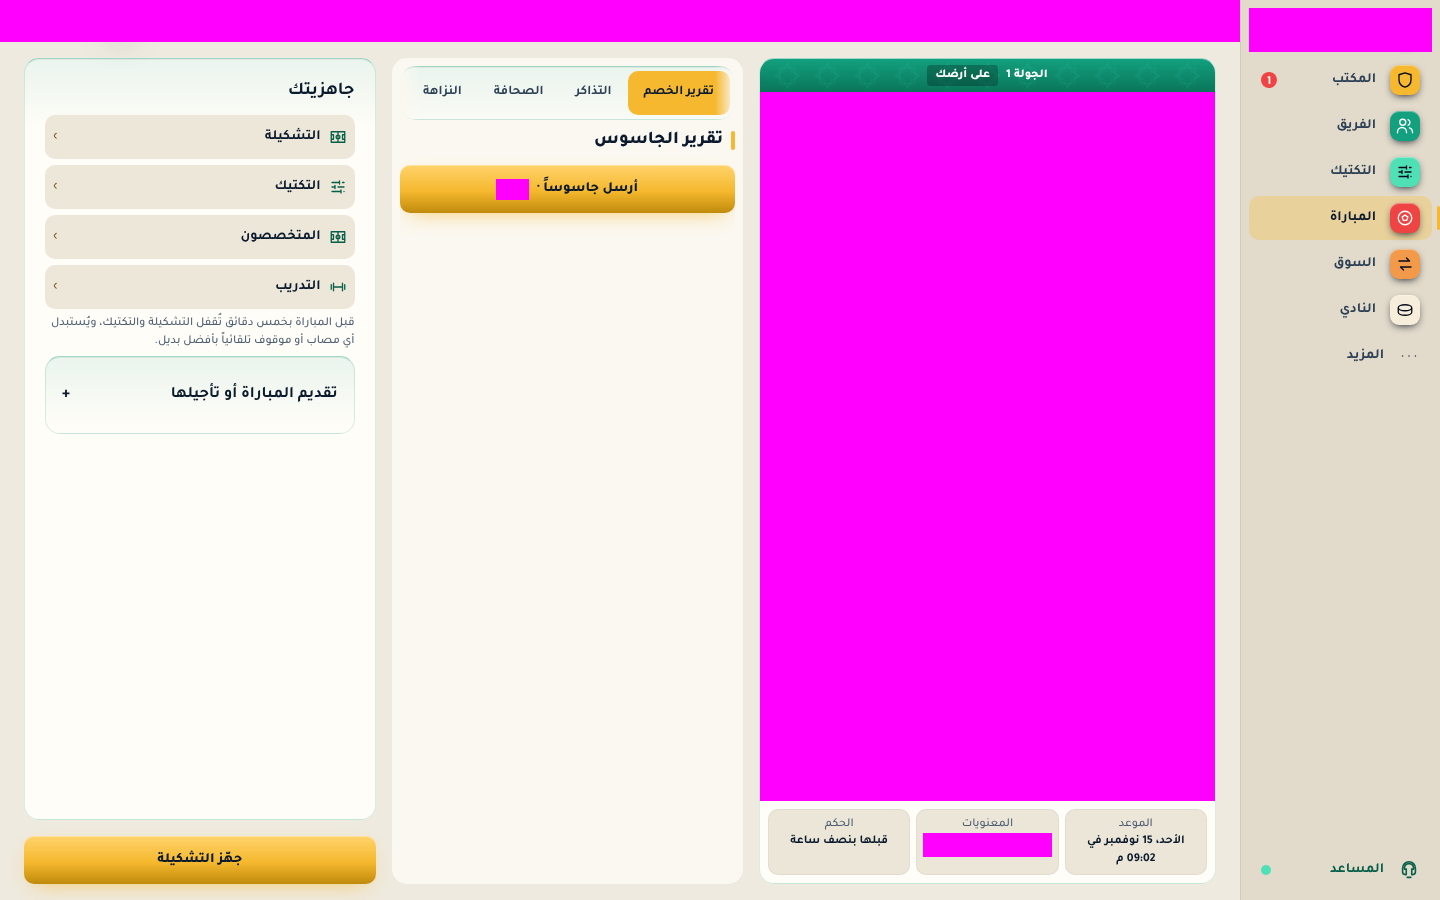 المكتب
1
الفريق
التكتيك
المباراة
السوق
النادي
المزيد
المساعد
الجولة 1 على أرضك
الموعد
الأحد، 15 نوفمبر في
09:02 م
المعنويات
الحكم
قبلها بنصف ساعة
تقرير الخصم
التذاكر
الصحافة
النزاهة
تقرير الجاسوس
أرسل جاسوساً ·
جاهزيتك
التشكيلة
التكتيك
المتخصصون
التدريب
قبل المباراة بخمس دقائق تُقفل التشكيلة والتكتيك، ويُستبدل
أي مصاب أو موقوف تلقائياً بأفضل بديل.
تقديم المباراة أو تأجيلها +
جهّز التشكيلة